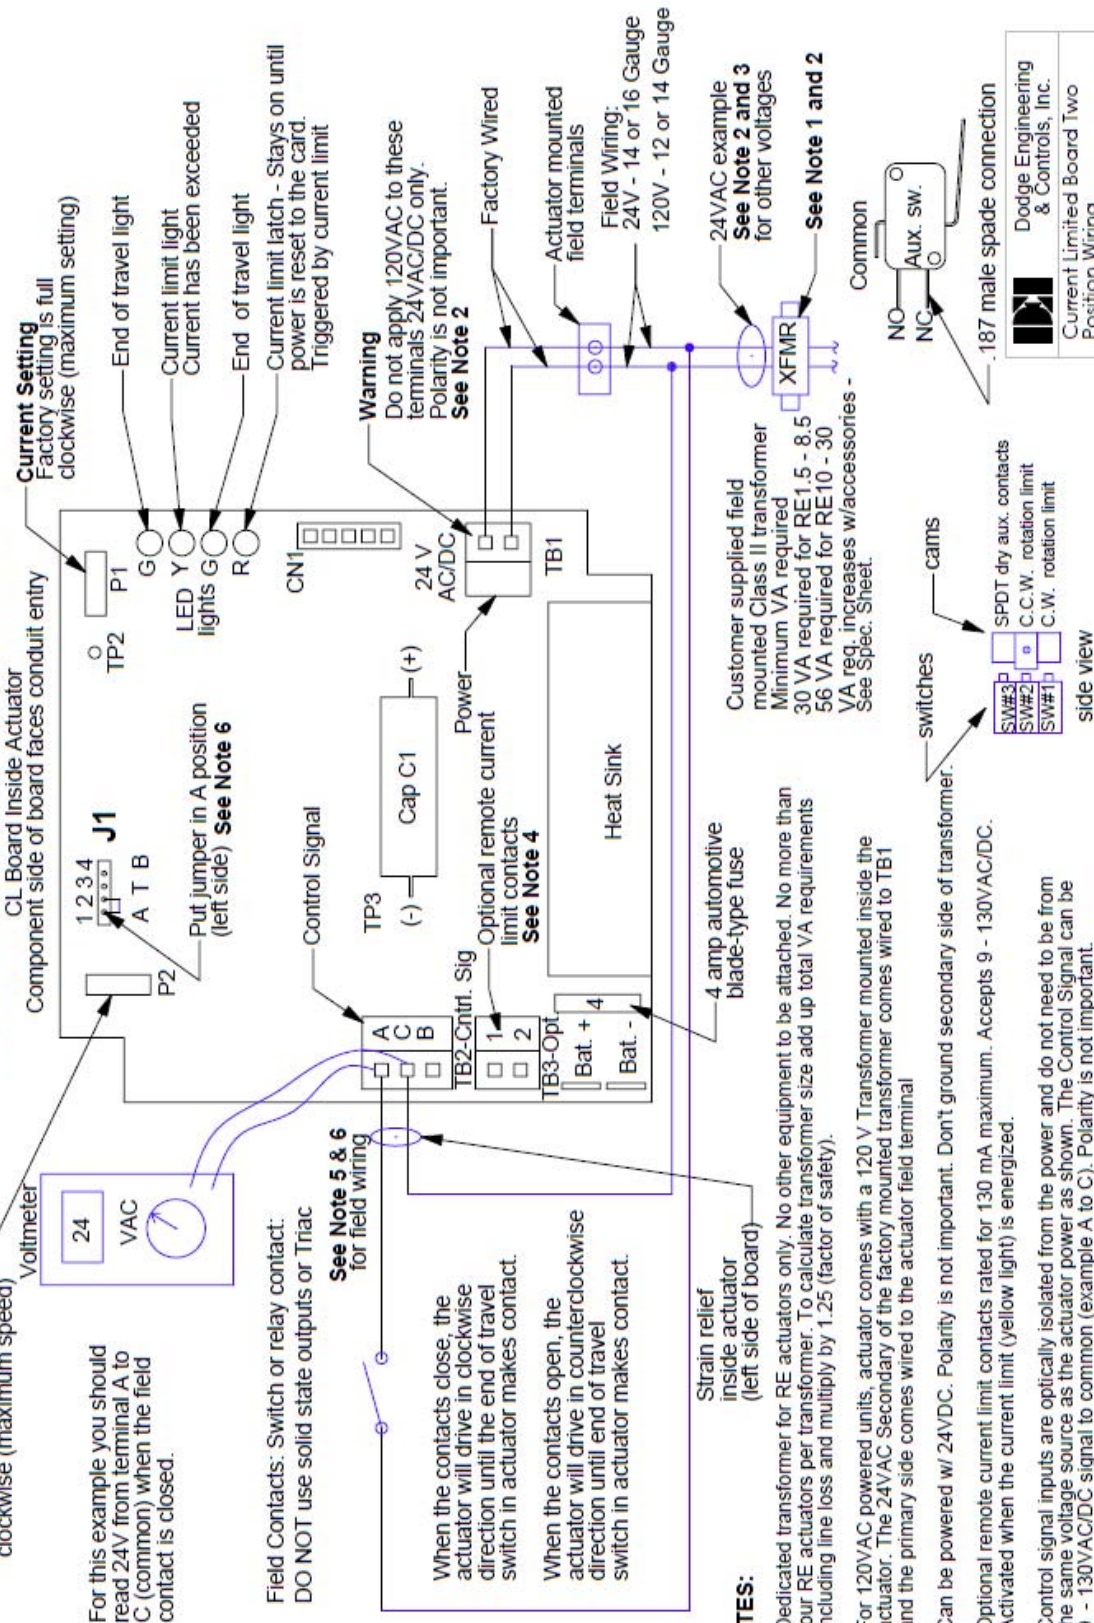 clockwise (maximum speed)
CL Board Inside Actuator
Component side of board faces conduit entry
Current Setting
Factory setting is full
clockwise (maximum setting)
Voltmeter
24
VAC
For this example you should
read 24V from terminal A to
C (common) when the field
contact is closed.
P2
1 2 3 4
J1
A T B
Put jumper in A position
(left side) See Note 6
TP2
P1
G
Y
G
R
LED
lights
End of travel light
Current limit light
Current has been exceeded
End of travel light
Current limit latch - Stays on until
power is reset to the card.
Triggered by current limit
CN1
Control Signal
TP3
(-)
Cap C1
(+)
Field Contacts: Switch or relay contact:
DO NOT use solid state outputs or Triac
See Note 5 & 6
for field wiring
A
C
B
TB2-Cntrl. Sig
Optional remote current
limit contacts
See Note 4
1
2
TB3-Opt.
Power
24 V
AC/DC
TB1
Warning
Do not apply 120VAC to these
terminals 24VAC/DC only.
Polarity is not important.
See Note 2
Factory Wired
When the contacts close, the
actuator will drive in clockwise
direction until the end of travel
switch in actuator makes contact.
When the contacts open, the
actuator will drive in counterclockwise
direction until end of travel
switch in actuator makes contact.
Bat. +
Bat. -
4
Heat Sink
Actuator mounted
field terminals
Field Wiring:
24V - 14 or 16 Gauge
120V - 12 or 14 Gauge
Strain relief
inside actuator
(left side of board)
4 amp automotive
blade-type fuse
Customer supplied field
mounted Class II transformer
Minimum VA required
30 VA required for RE1.5 - 8.5
56 VA required for RE10 - 30
VA req. increases w/accessories -
See Spec. Sheet.
24VAC example
See Note 2 and 3
for other voltages
XFMR
See Note 1 and 2
TES:
Dedicated transformer for RE actuators only. No other equipment to be attached. No more than
our RE actuators per transformer. To calculate transformer size add up total VA requirements
ncluding line loss and multiply by 1.25 (factor of safety).
For 120VAC powered units, actuator comes with a 120 V Transformer mounted inside the
actuator. The 24VAC Secondary of the factory mounted transformer comes wired to TB1
and the primary side comes wired to the actuator field terminal
Can be powered w/ 24VDC. Polarity is not important. Don't ground secondary side of transformer.
Optional remote current limit contacts rated for 130 mA maximum. Accepts 9 - 130VAC/DC.
Activated when the current limit (yellow light) is energized.
Control signal inputs are optically isolated from the power and do not need to be from
he same voltage source as the actuator power as shown. The Control Signal can be
9 - 130VAC/DC signal to common (example A to C). Polarity is not important.
switches
cams
SW#3
SW#2
SW#1
SPDT dry aux. contacts
C.C.W. rotation limit
C.W. rotation limit
side view
Common
NO
NC
Aux. sw.
.187 male spade connection
Dodge Engineering
& Controls, Inc.
Current Limited Board Two
Position Wiring